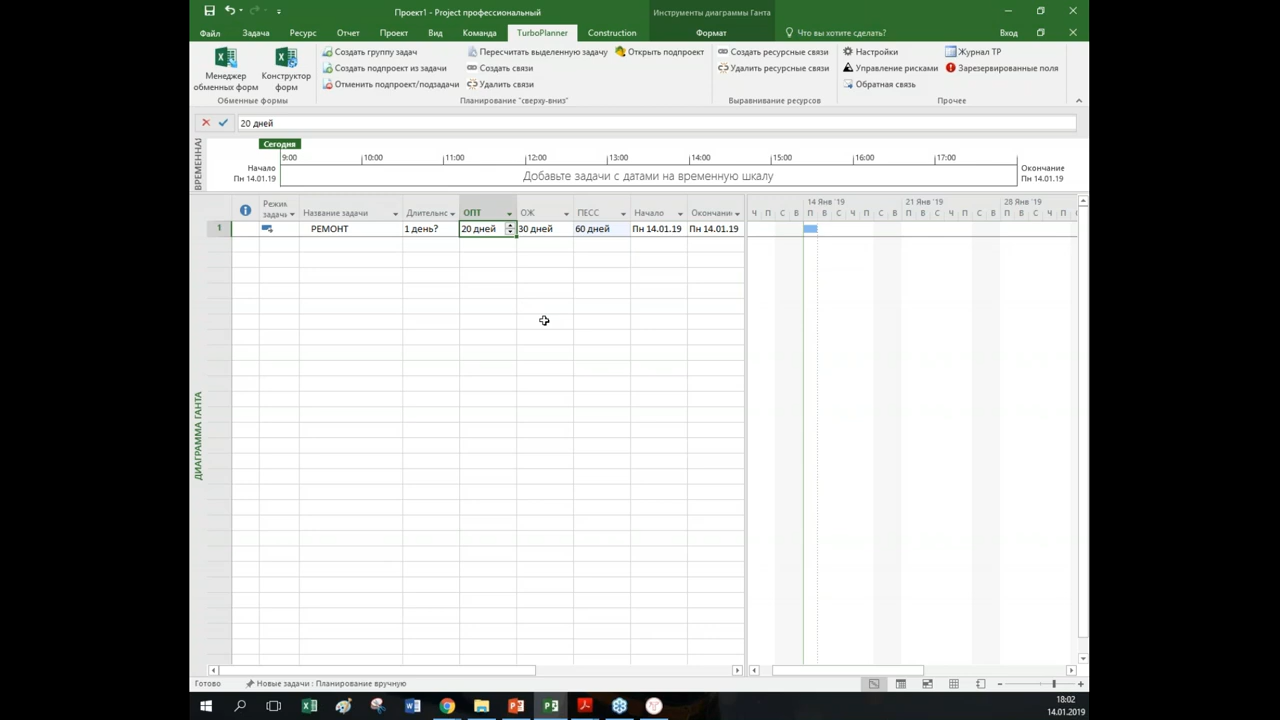 Проект1 - Project профессиональный
Инструменты диаграммы Ганта
Файл
Задача
Ресурс
Отчет
Проект
Вид
Команда
TurboPlanner
Construction
Формат
Что вы хотите сделать?
Вход
Менеджер обменных форм
Конструктор форм
Обменные формы
Создать группу задач
Создать подпроект из задачи
Отменить подпроект/подзадачи
Пересчитать выделенную задачу
Создать связи
Удалить связи
Открыть подпроект
Планирование "сверху-вниз"
Создать ресурсные связи
Удалить ресурсные связи
Выравнивание ресурсов
Настройки
Управление рисками
Обратная связь
Журнал ТР
Зарезервированные поля
Прочее
20 дней
ВРЕМЕННАЯ
Сегодня
9:00 10:00 11:00 12:00 13:00 14:00 15:00 16:00 17:00
Начало
Пн 14.01.19
Добавьте задачи с датами на временную шкалу
Окончание
Пн 14.01.19
ДИАГРАММА ГАНТА
Режим задачи
Название задачи
Длительнс
ОПТ
ОЖ
ПЕСС
Начало
Окончани
14 Янв '19 21 Янв '19 28 Янв '19
Ч П С В П В С Ч П С В П В С Ч П С В П В С Ч П С
1 РЕМОНТ 1 день? 20 дней 30 дней 60 дней Пн 14.01.19 Пн 14.01.19
Готово
Новые задачи : Планирование вручную
18:02
14.01.2019